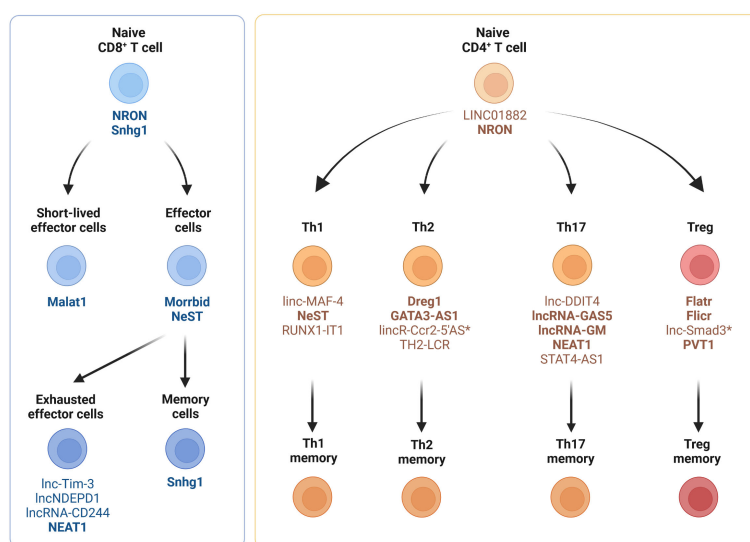 Naive
CD8⁺ T cell
NRON
Snhg1
Short-lived
effector cells
Malat1
Effector
cells
Morrbid
NeST
Exhausted
effector cells
lnc-Tim-3
lncNDEPD1
lncRNA-CD244
NEAT1
Memory
cells
Snhg1
Naive
CD4⁺ T cell
LINC01882
NRON
Th1
linc-MAF-4
NeST
RUNX1-IT1
Th2
Dreg1
GATA3-AS1
lincR-Ccr2-5'AS*
TH2-LCR
Th17
lnc-DDIT4
lncRNA-GAS5
lncRNA-GM
NEAT1
STAT4-AS1
Treg
Flatr
Flicr
lnc-Smad3*
PVT1
Th1
memory
Th2
memory
Th17
memory
Treg
memory